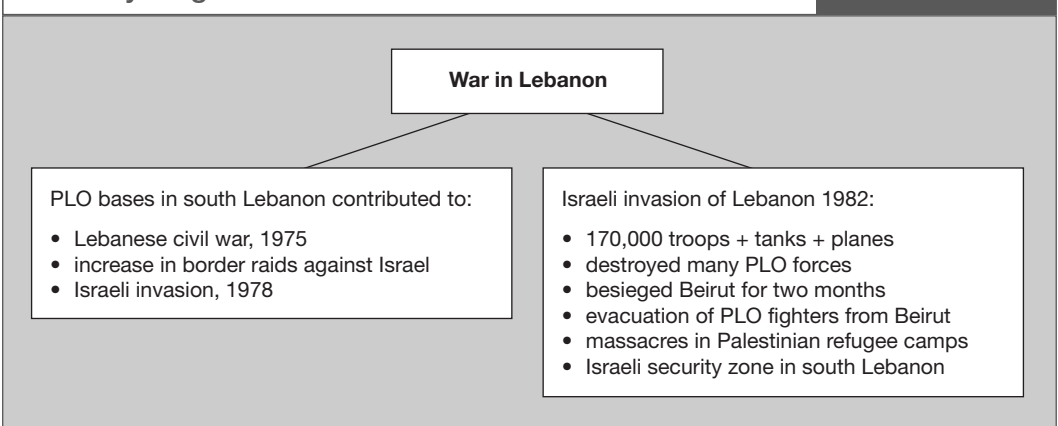 War in Lebanon
PLO bases in south Lebanon contributed to:
• Lebanese civil war, 1975
• increase in border raids against Israel
• Israeli invasion, 1978
Israeli invasion of Lebanon 1982:
• 170,000 troops + tanks + planes
• destroyed many PLO forces
• besieged Beirut for two months
• evacuation of PLO fighters from Beirut
• massacres in Palestinian refugee camps
• Israeli security zone in south Lebanon